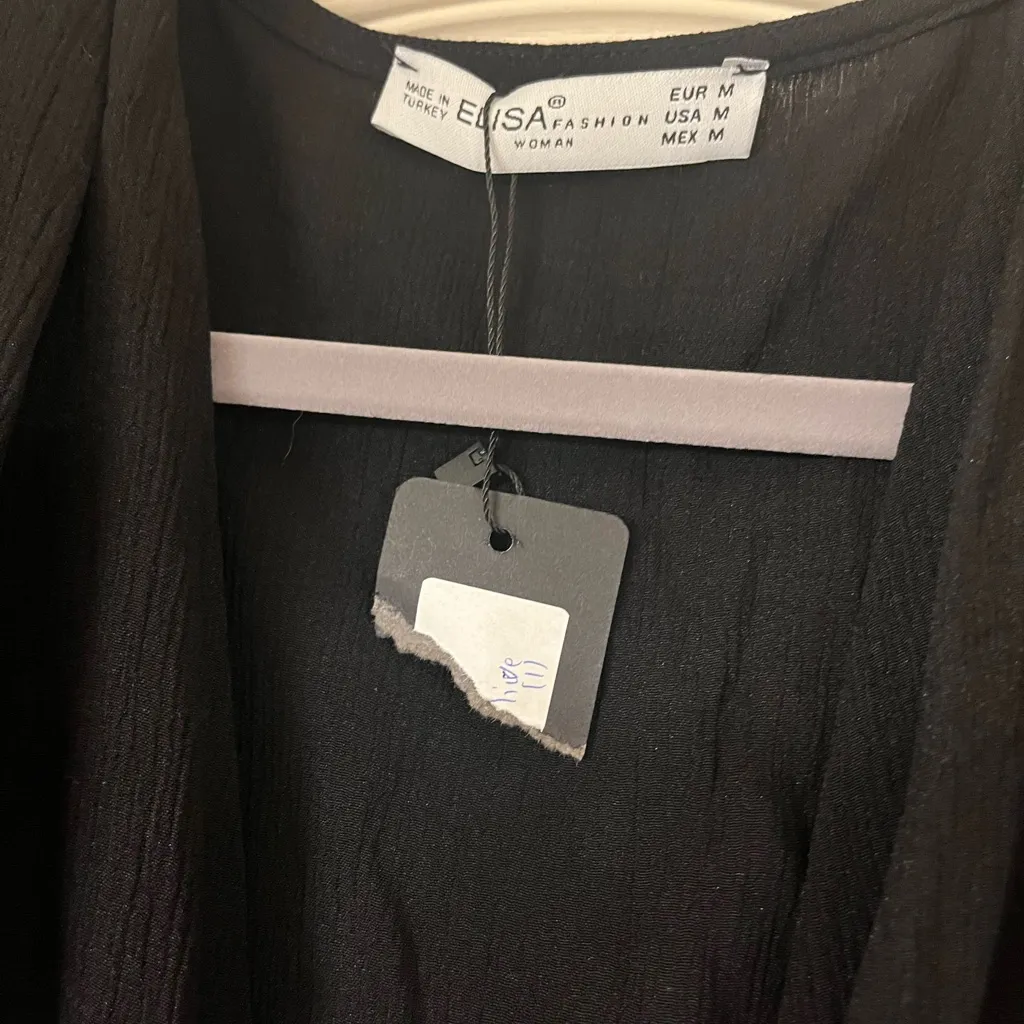 MADE IN
TURKEY
ELISA® FASHION
WOMAN
EUR M
USA M
MEX M